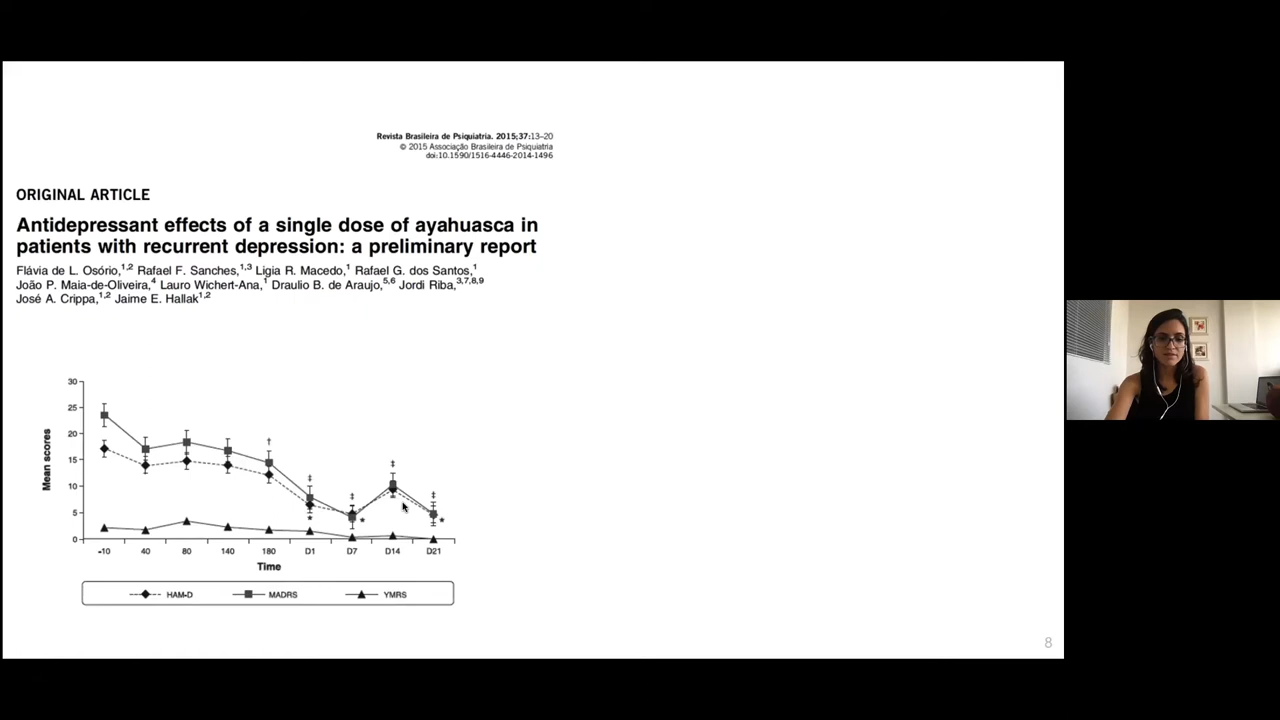 Revista Brasileira de Psiquiatria. 2015;37:13–20
© 2015 Associação Brasileira de Psiquiatria
doi:10.1590/1516-4446-2014-1496
ORIGINAL ARTICLE
Antidepressant effects of a single dose of ayahuasca in
patients with recurrent depression: a preliminary report
Flávia de L. Osório,1,2 Rafael F. Sanches,1,3 Ligia R. Macedo,1 Rafael G. dos Santos,1
João P. Maia-de-Oliveira,4 Lauro Wichert-Ana,1 Draulio B. de Araujo,5,6 Jordi Riba,3,7,8,9
José A. Crippa,1,2 Jaime E. Hallak1,2
30
25
20
15
10
5
0
Mean scores
† ‡ ‡ ‡ ‡
* * *
-10 40 80 140 180 D1 D7 D14 D21
Time
HAM-D MADRS YMRS
8